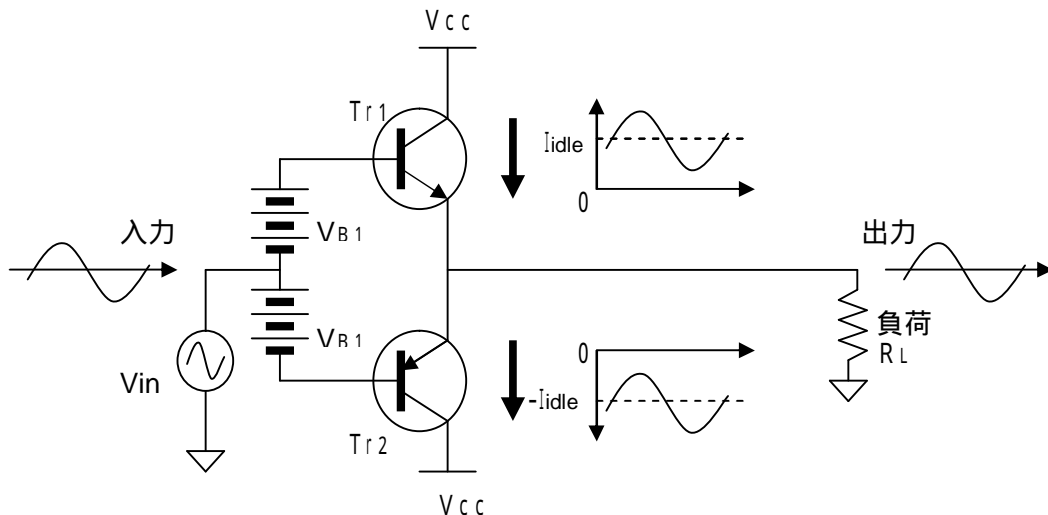 Vcc
Tr1
Iidle
0
入力
VB1
出力
VB1
0
負荷
RL
Vin
-Iidle
Tr2
Vcc